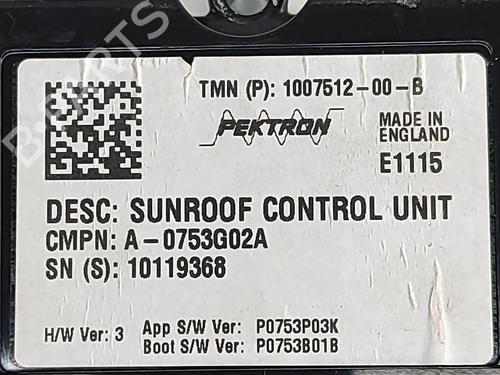 TMN (P): 1007512-00-B
PEKTRON
MADE IN
ENGLAND
E1115
DESC: SUNROOF CONTROL UNIT
CMPN: A-0753G02A
SN (S): 10119368
H/W Ver: 3 App S/W Ver: P0753P03K
Boot S/W Ver: P0753B01B
B-PARTS